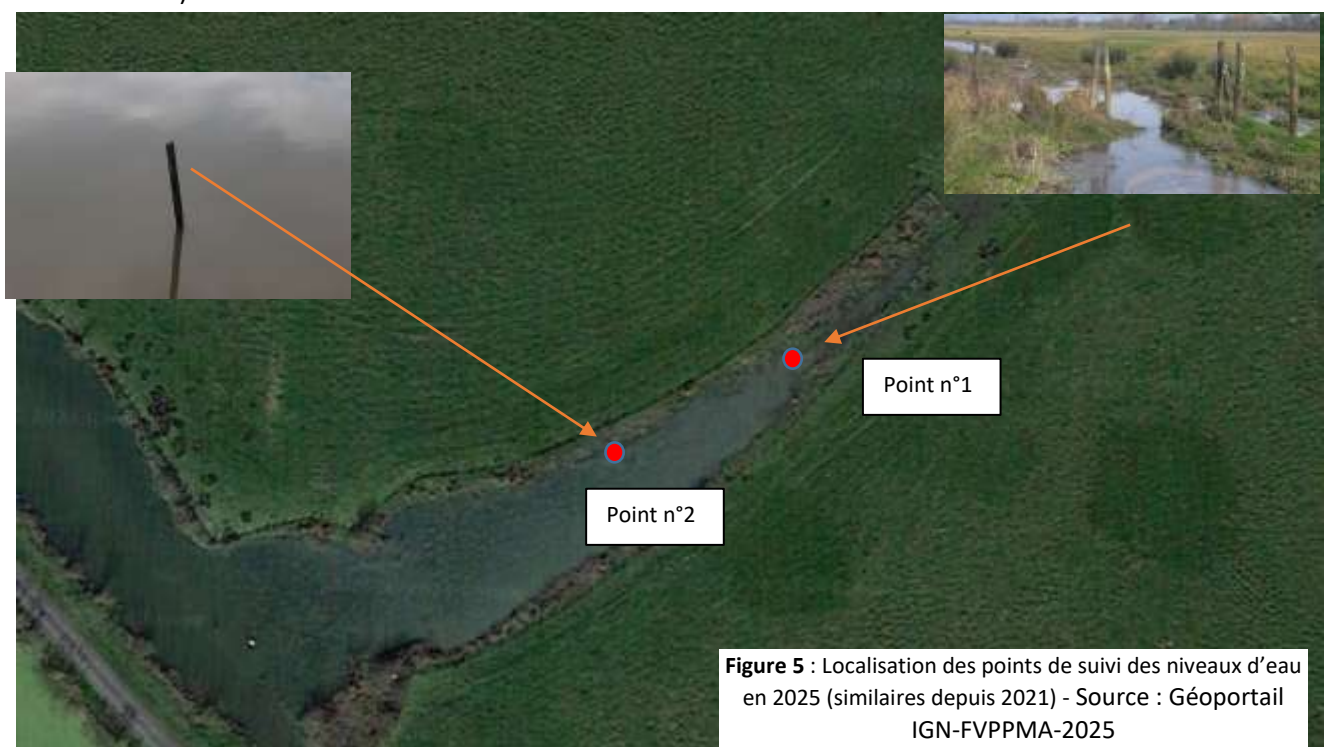 Point n°1
Point n°2
Figure 5 : Localisation des points de suivi des niveaux d'eau
en 2025 (similaires depuis 2021) - Source : Géoportail
IGN-FVPPMA-2025